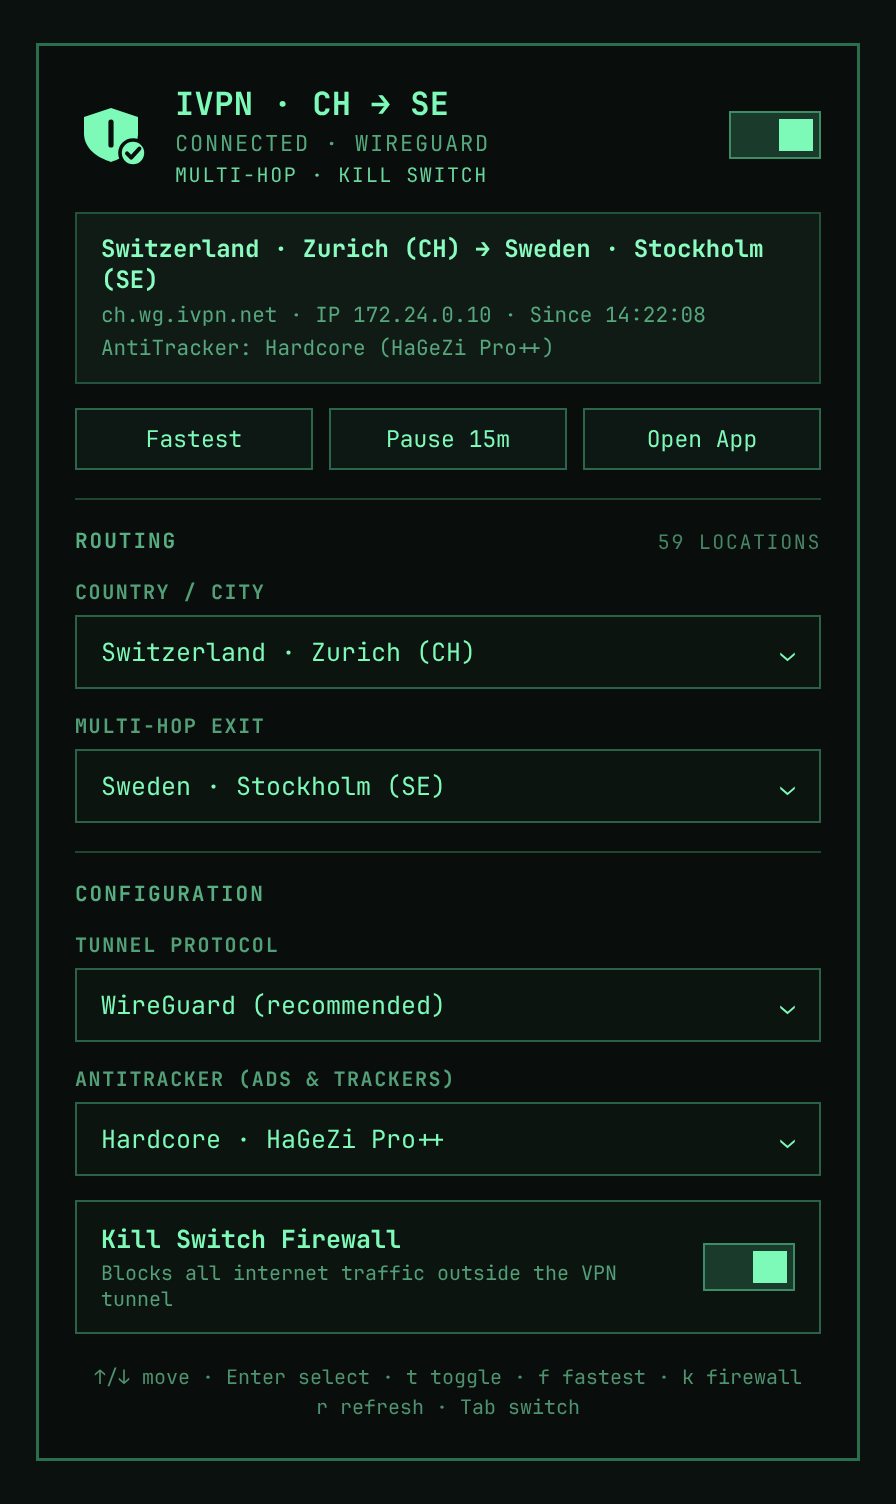 IVPN · CH → SE
CONNECTED · WIREGUARD
MULTI-HOP · KILL SWITCH
Switzerland · Zurich (CH) → Sweden · Stockholm
(SE)
ch.wg.ivpn.net · IP 172.24.0.10 · Since 14:22:08
AntiTracker: Hardcore (HaGeZi Pro++)
Fastest
Pause 15m
Open App
ROUTING
59 LOCATIONS
COUNTRY / CITY
Switzerland · Zurich (CH)
MULTI-HOP EXIT
Sweden · Stockholm (SE)
CONFIGURATION
TUNNEL PROTOCOL
WireGuard (recommended)
ANTITRACKER (ADS & TRACKERS)
Hardcore · HaGeZi Pro++
Kill Switch Firewall
Blocks all internet traffic outside the VPN
tunnel
↑/↓ move · Enter select · t toggle · f fastest · k firewall
r refresh · Tab switch